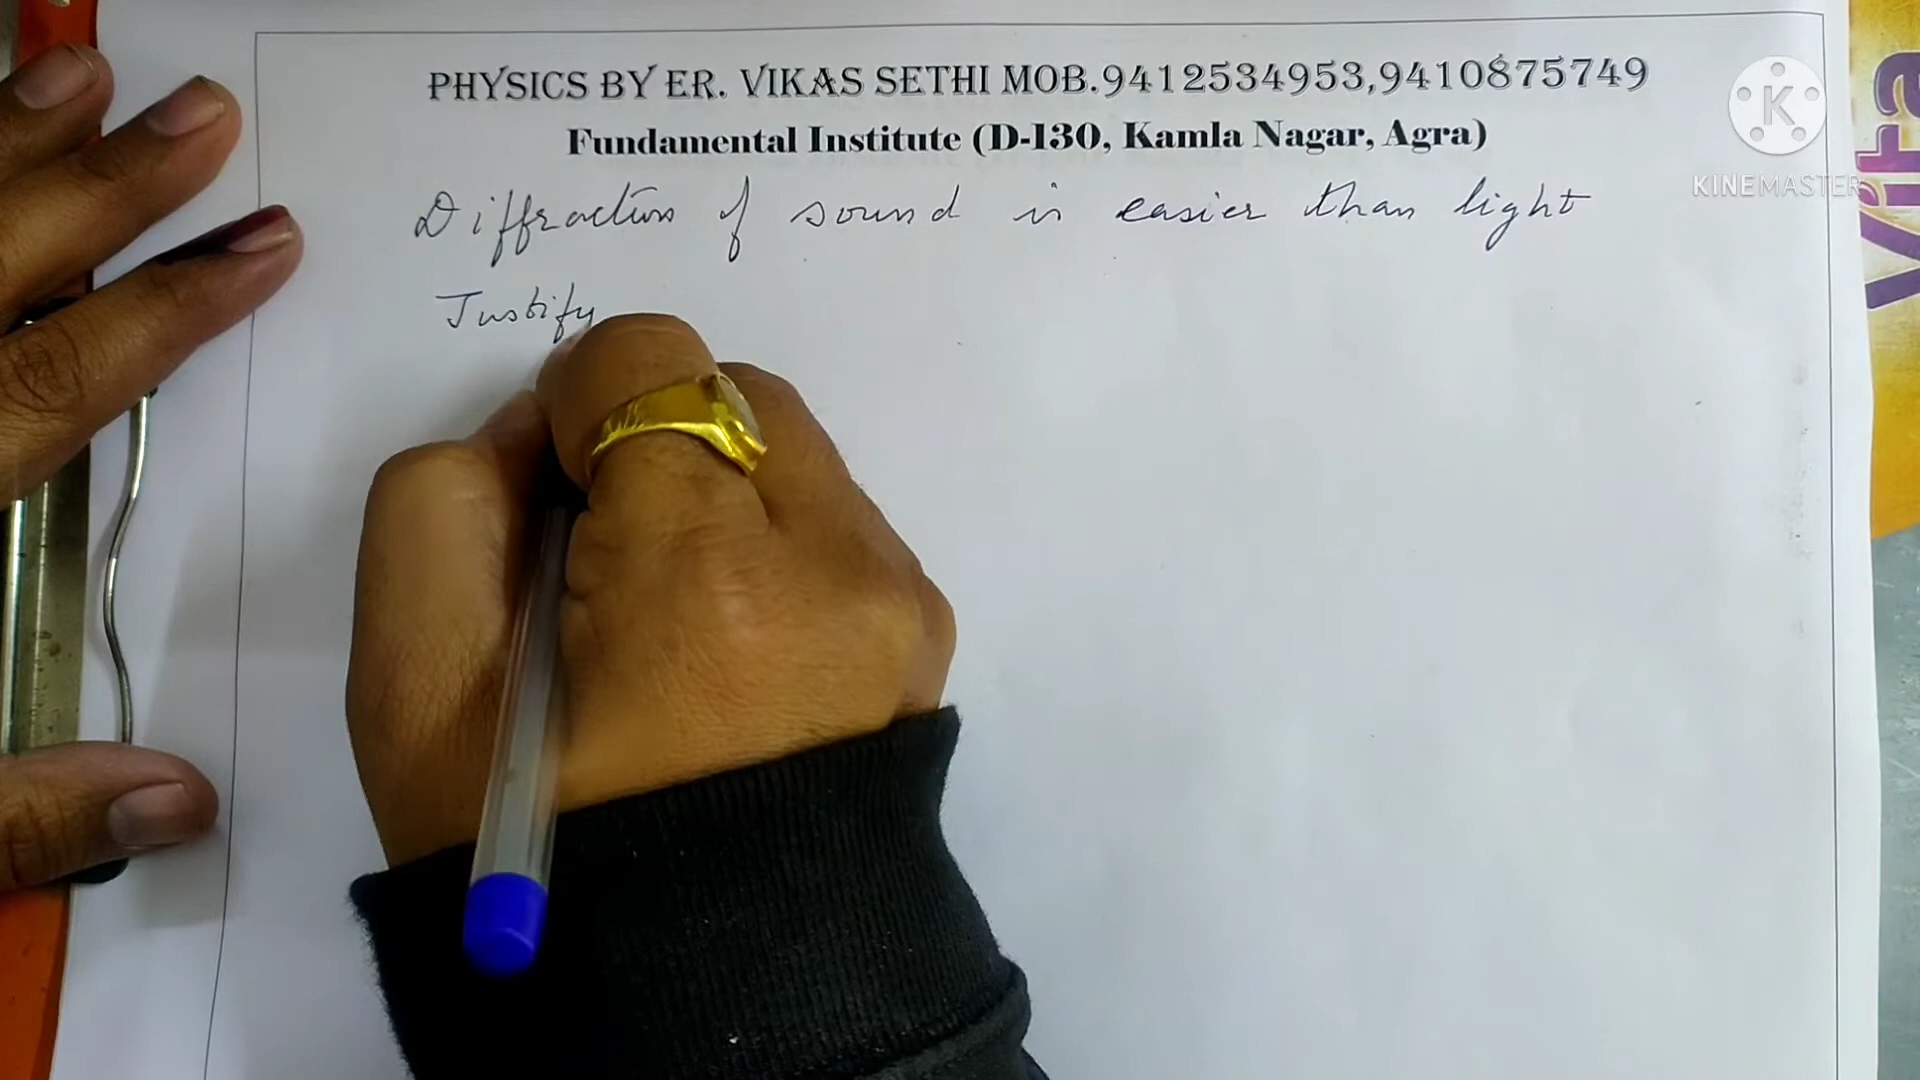 PHYSICS BY ER. VIKAS SETHI MOB.9412534953,9410875749
Fundamental Institute (D-130, Kamla Nagar, Agra)
K
KINEMASTER
Vita
Diffraction of sound is easier than light
Justify